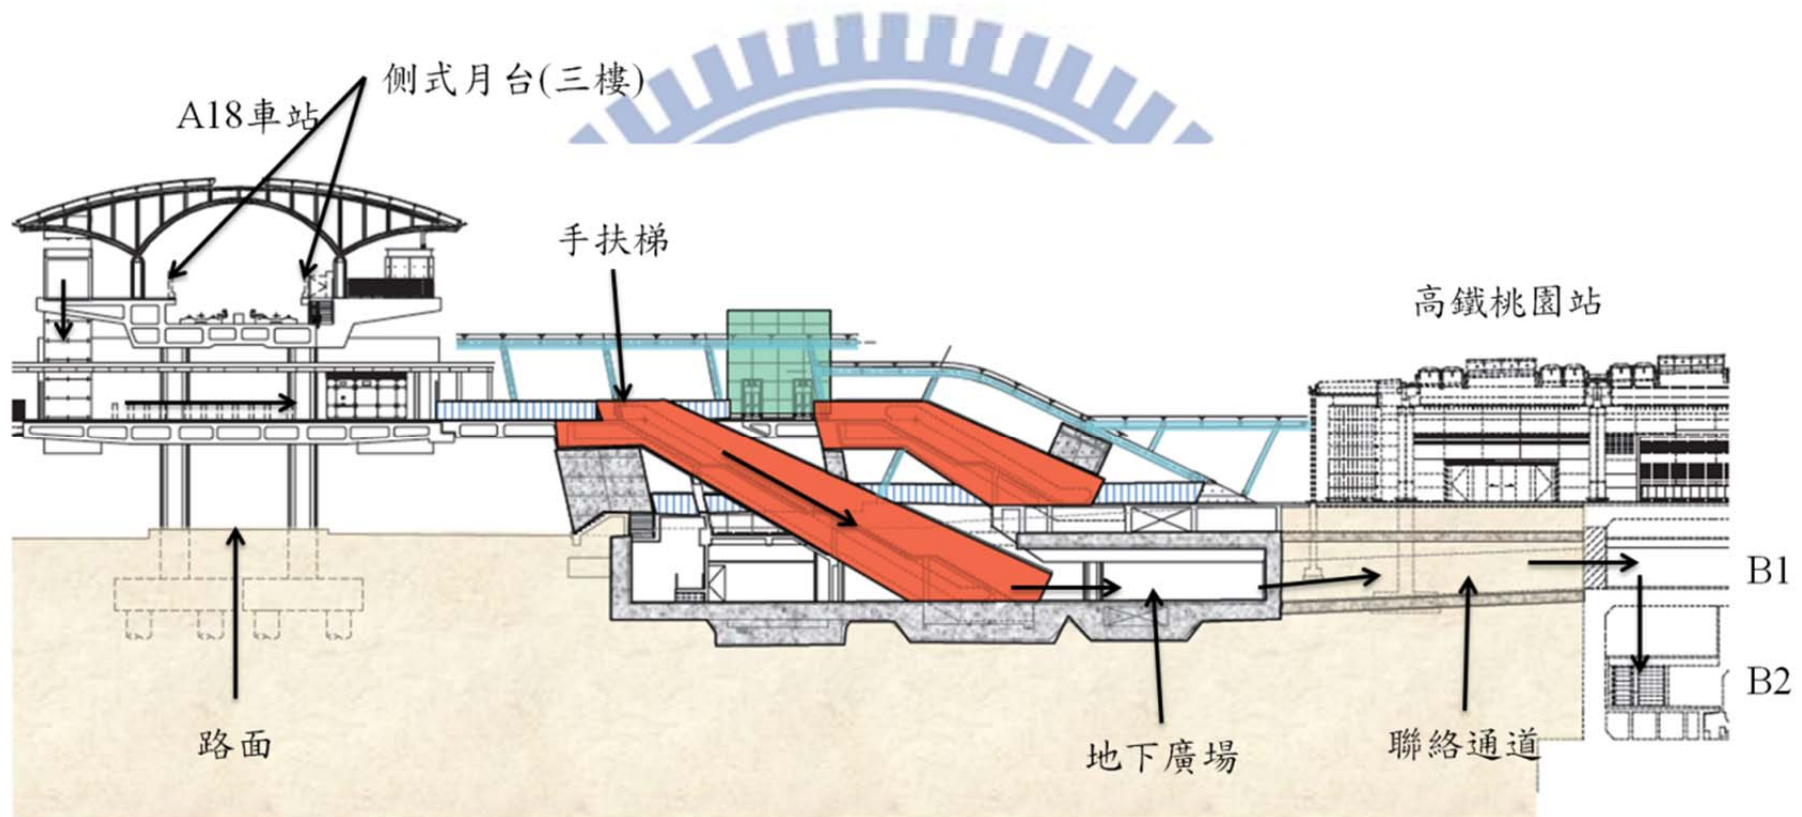 側式月台(三樓)
A18車站
手扶梯
高鐵桃園站
B1
B2
路面
地下廣場
聯絡通道